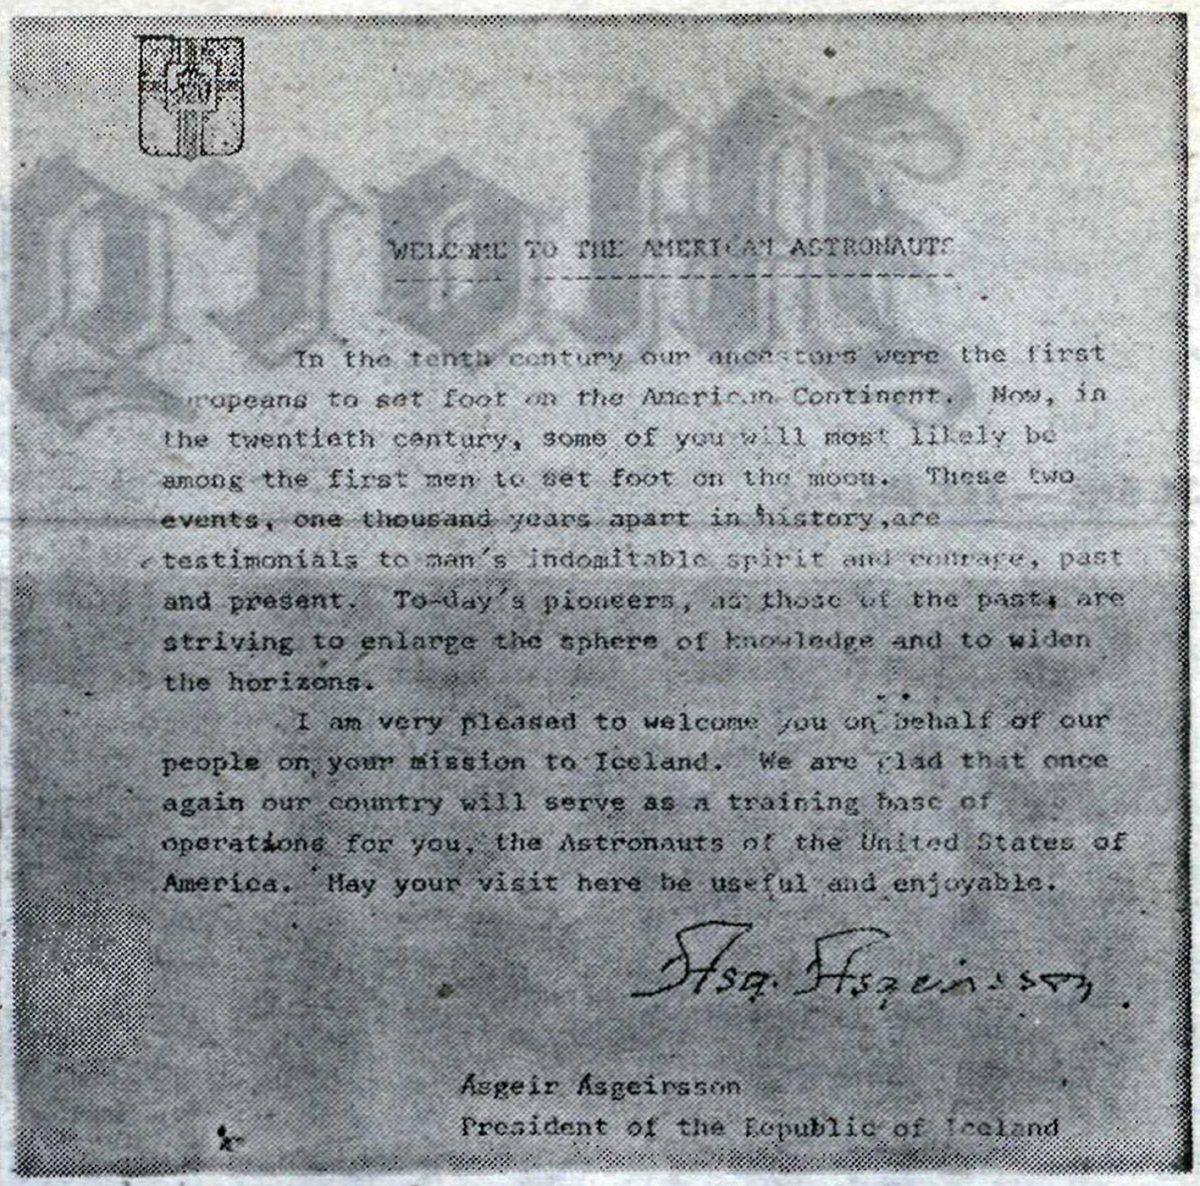 WELCOME TO THE AMERICAN ASTRONAUTS
In the tenth century our ancestors were the first
Europeans to set foot on the American Continent. Now, in
the twentieth century, some of you will most likely be
among the first men to set foot on the moon. These two
events, one thousand years apart in history,are
testimonials to man's indomitable spirit and courage, past
and present. To-day's pioneers, as those of the past, are
striving to enlarge the sphere of knowledge and to widen
the horizons.
I am very pleased to welcome you on behalf of our
people on your mission to Iceland. We are glad that once
again our country will serve as a training base of
operations for you, the Astronauts of the United States of
America. May your visit here be useful and enjoyable.
Ásg. Ásgeirsson.
Ásgeir Ásgeirsson
President of the Republic of Iceland